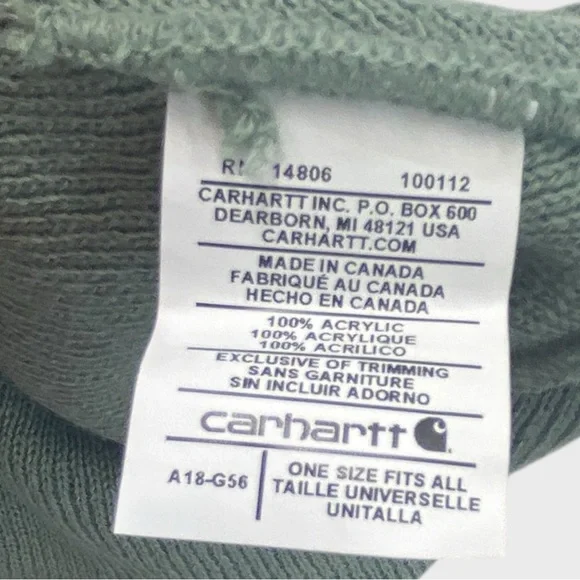 14806 100112
CARHARTT INC. P.O. BOX 600
DEARBORN, MI 48121 USA
CARHARTT.COM
MADE IN CANADA
FABRIQUÉ AU CANADA
HECHO EN CANADA
100% ACRYLIC
100% ACRYLIQUE
100% ACRILICO
EXCLUSIVE OF TRIMMING
SANS GARNITURE
SIN INCLUIR ADORNO
carhartt
A18-G56
ONE SIZE FITS ALL
TAILLE UNIVERSELLE
UNITALLA